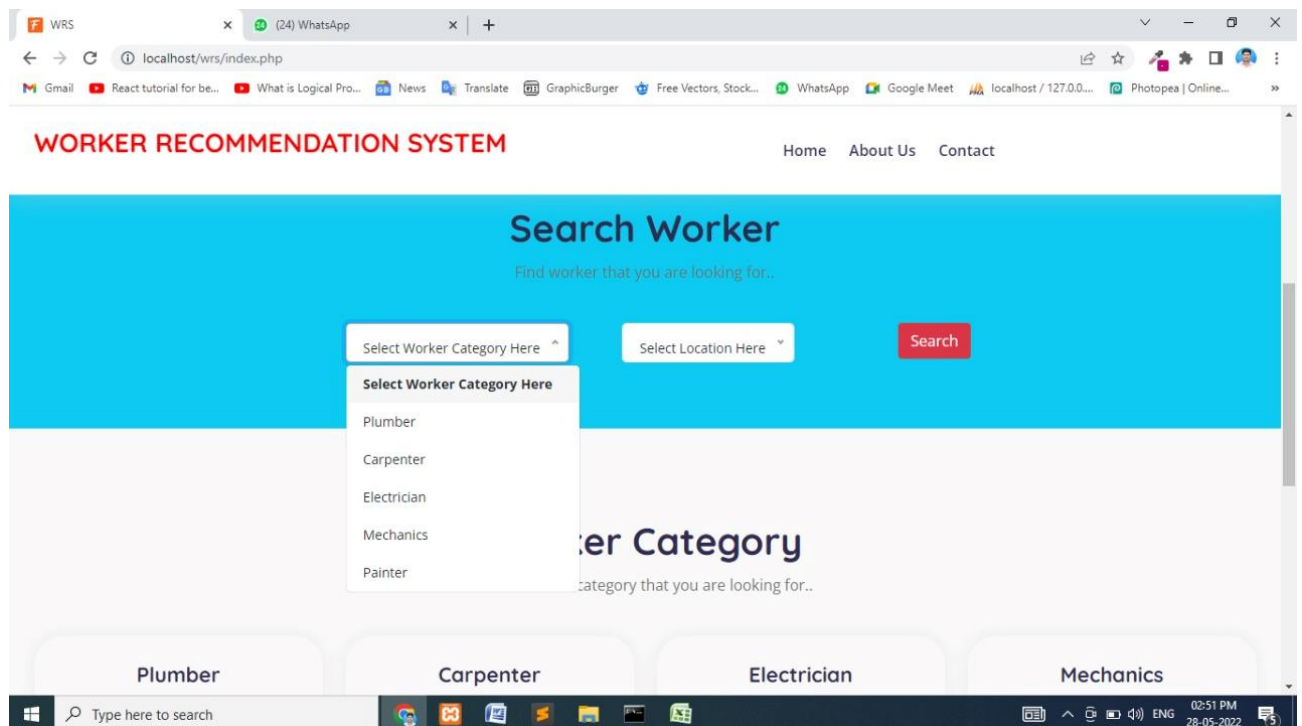 WRS
(24) WhatsApp
localhost/wrs/index.php
Gmail React tutorial for be... What is Logical Pro... News Translate GraphicBurger Free Vectors, Stock... WhatsApp Google Meet localhost / 127.0.0.... Photopea | Online... »
WORKER RECOMMENDATION SYSTEM
Home About Us Contact
Search Worker
Find worker that you are looking for..
Select Worker Category Here
Select Location Here
Search
Select Worker Category Here
Plumber
Carpenter
Electrician
Mechanics
Painter
er Category
category that you are looking for..
Plumber Carpenter Electrician Mechanics
Type here to search
ENG
02:51 PM
28-05-2022
5